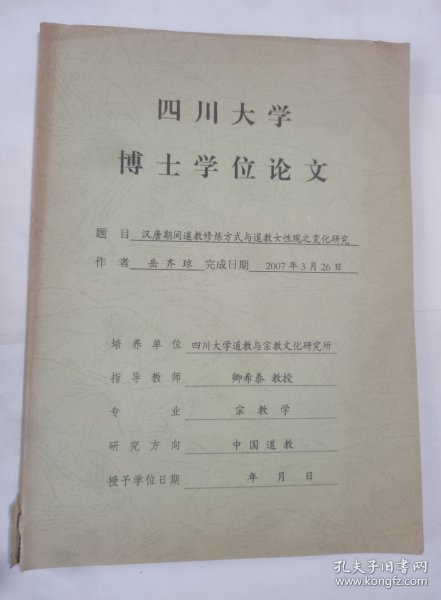 四川大学
博士学位论文
题 目 汉唐期间道教修炼方式与道教女性观之变化研究
作 者 岳齐琼 完成日期 2007年3月26日
培养单位 四川大学道教与宗教文化研究所
指导教师 卿希泰 教授
专 业 宗教学
研究方向 中国道教
授予学位日期 年 月 日
孔夫子旧书网
www.kongfz.com